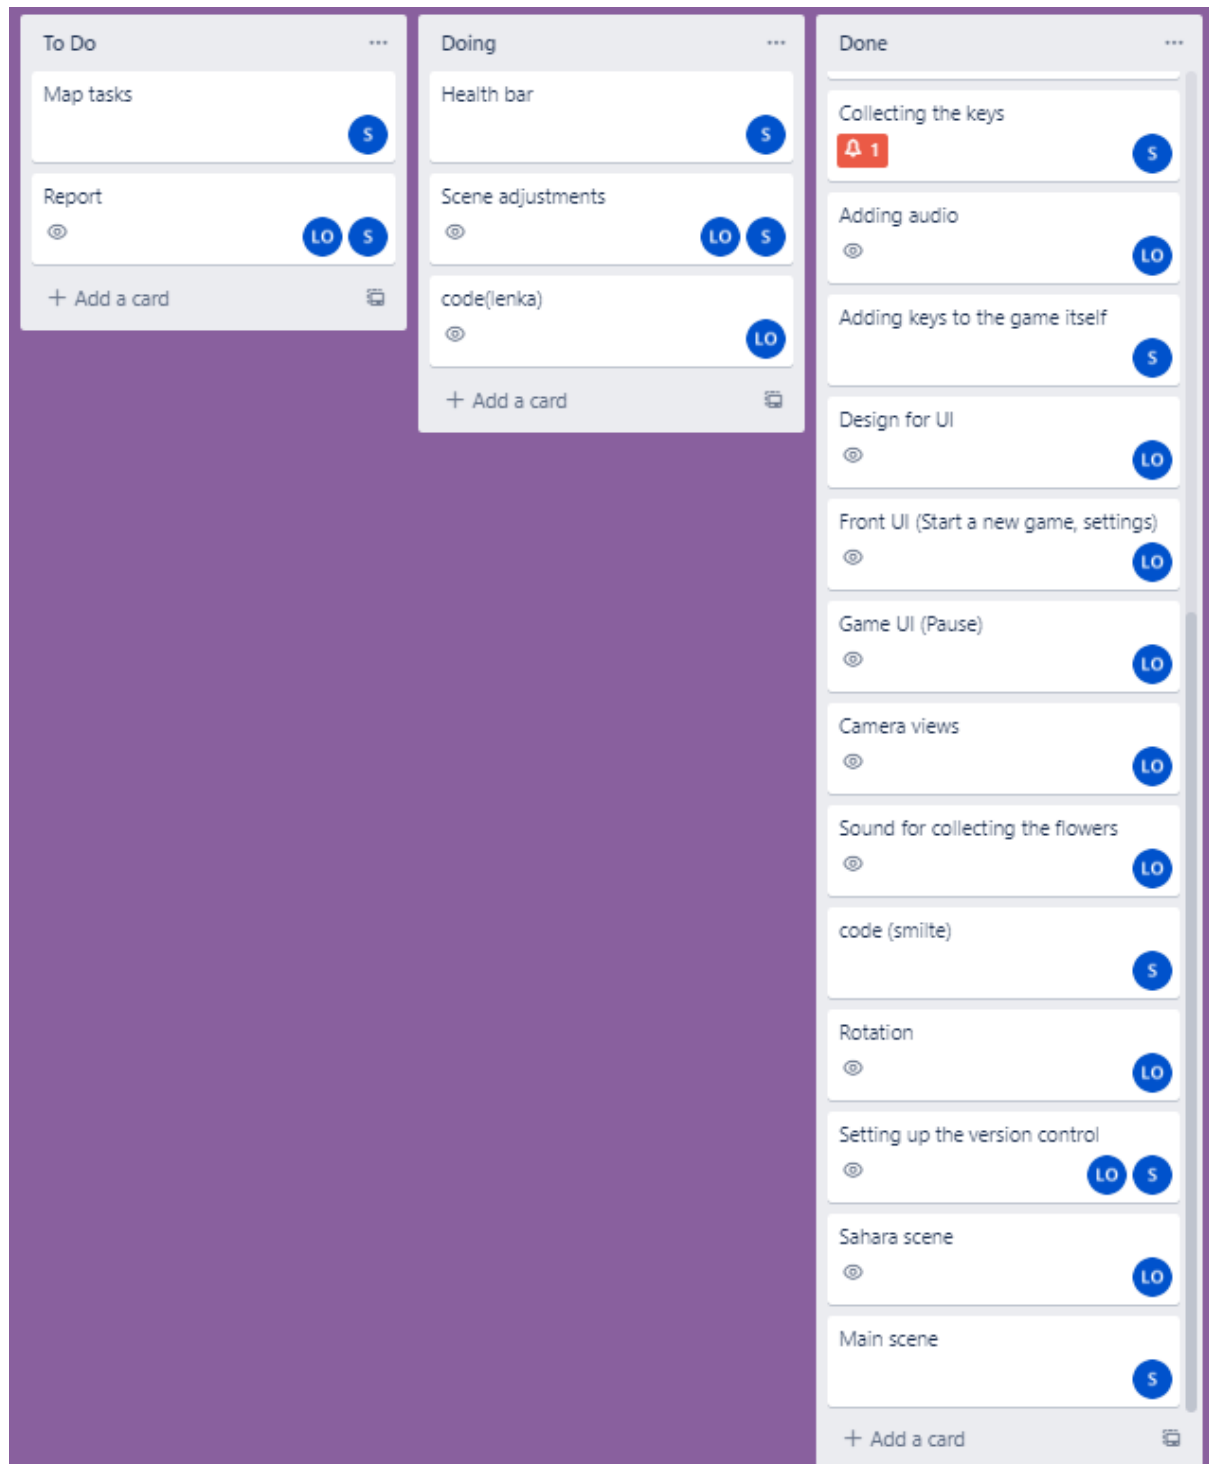 To Do
Map tasks
S
Report
LO S
Add a card
Doing
Health bar
S
Scene adjustments
LO S
code(lenka)
LO
Add a card
Done
Collecting the keys
1
S
Adding audio
LO
Adding keys to the game itself
S
Design for UI
LO
Front UI (Start a new game, settings)
LO
Game UI (Pause)
LO
Camera views
LO
Sound for collecting the flowers
LO
code (smilte)
S
Rotation
LO
Setting up the version control
LO S
Sahara scene
LO
Main scene
S
Add a card